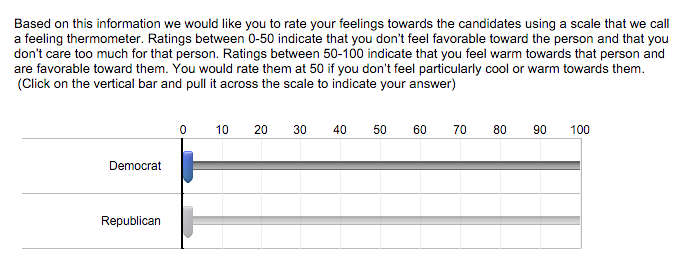 Based on this information we would like you to rate your feelings towards the candidates using a scale that we call
a feeling thermometer. Ratings between 0-50 indicate that you don't feel favorable toward the person and that you
don't care too much for that person. Ratings between 50-100 indicate that you feel warm towards that person and
are favorable toward them. You would rate them at 50 if you don't feel particularly cool or warm towards them.
(Click on the vertical bar and pull it across the scale to indicate your answer)
0 10 20 30 40 50 60 70 80 90 100
Democrat
Republican